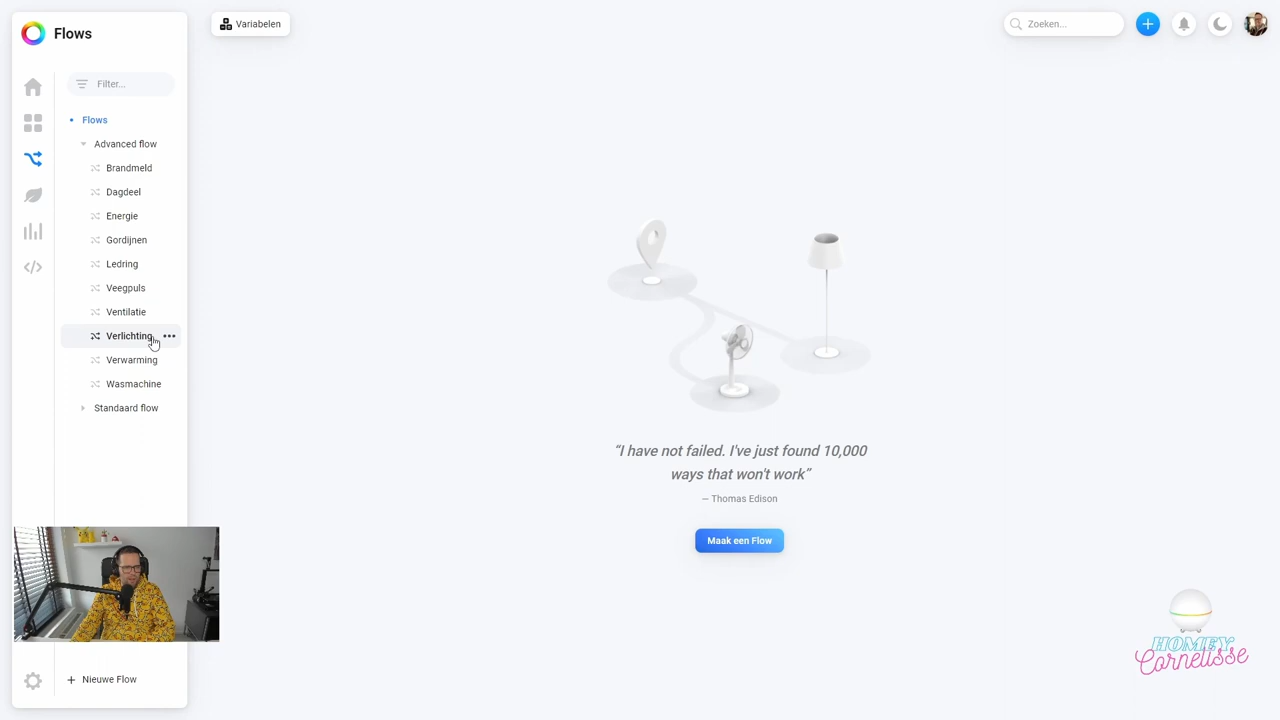 Flows
Variabelen
Zoeken...
Filter...
Flows
Advanced flow
Brandmeld
Dagdeel
Energie
Gordijnen
Ledring
Veegpuls
Ventilatie
Verlichting
Verwarming
Wasmachine
Standaard flow
“I have not failed. I've just found 10,000
ways that won't work”
— Thomas Edison
Maak een Flow
Nieuwe Flow
HOMEY
Cornelisse